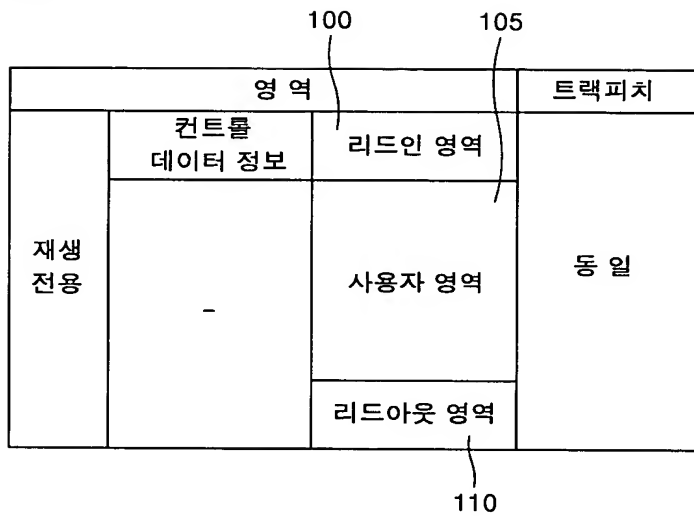 100
105
영 역
트랙피치
컨트롤
데이터 정보
리드인 영역
재생
전용
-
사용자 영역
동 일
리드아웃 영역
110